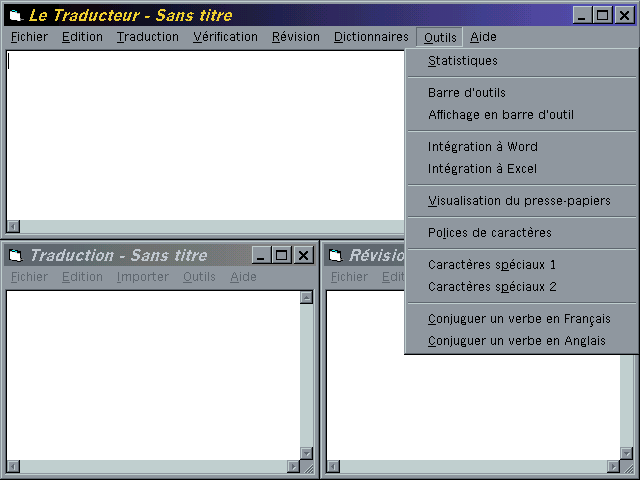 Le Traducteur - Sans titre
Fichier Edition Traduction Vérification Révision Dictionnaires Outils Aide
Statistiques
Barre d'outils
Affichage en barre d'outil
Intégration à Word
Intégration à Excel
Visualisation du presse-papiers
Polices de caractères
Caractères spéciaux 1
Caractères spéciaux 2
Conjuguer un verbe en Français
Conjuguer un verbe en Anglais
Traduction - Sans titre
Fichier Edition Importer Outils Aide
Révision
Fichier